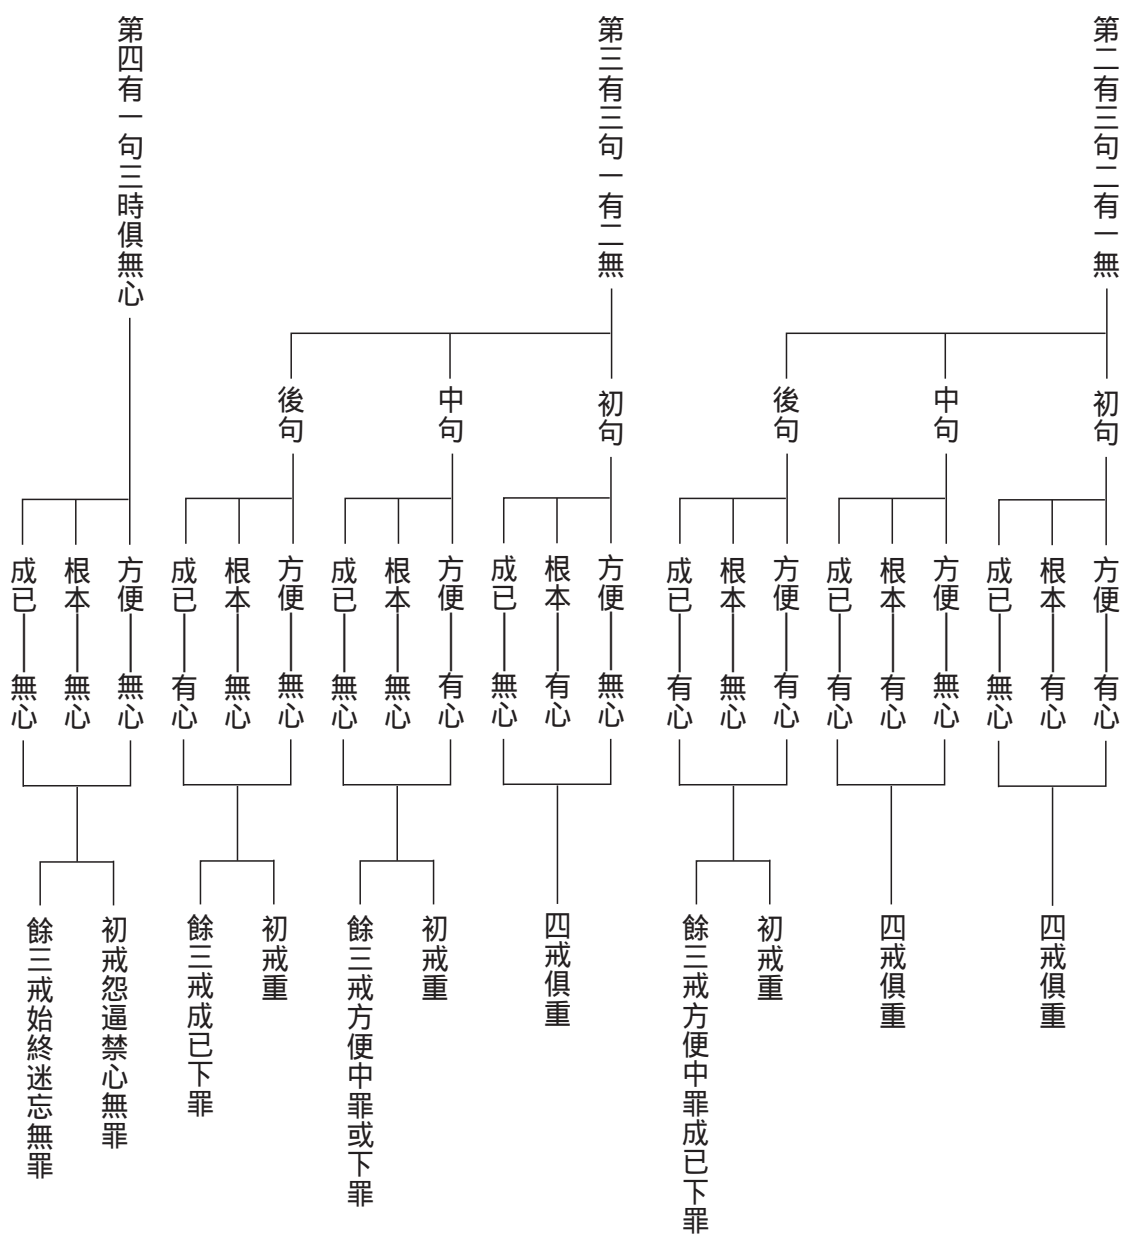 第二有三句二有一無
初句
方便
有心
根本
有心
成已
無心
四戒俱重
中句
方便
無心
根本
有心
成已
有心
四戒俱重
後句
方便
有心
根本
無心
成已
有心
初戒重
餘三戒方便中罪成已下罪
第三有三句一有二無
初句
方便
無心
根本
有心
成已
無心
四戒俱重
中句
方便
有心
根本
無心
成已
無心
初戒重
餘三戒方便中罪或下罪
後句
方便
無心
根本
無心
成已
有心
初戒重
餘三戒成已下罪
第四有一句三時俱無心
方便
無心
根本
無心
成已
無心
初戒怨逼禁心無罪
餘三戒始終迷忘無罪